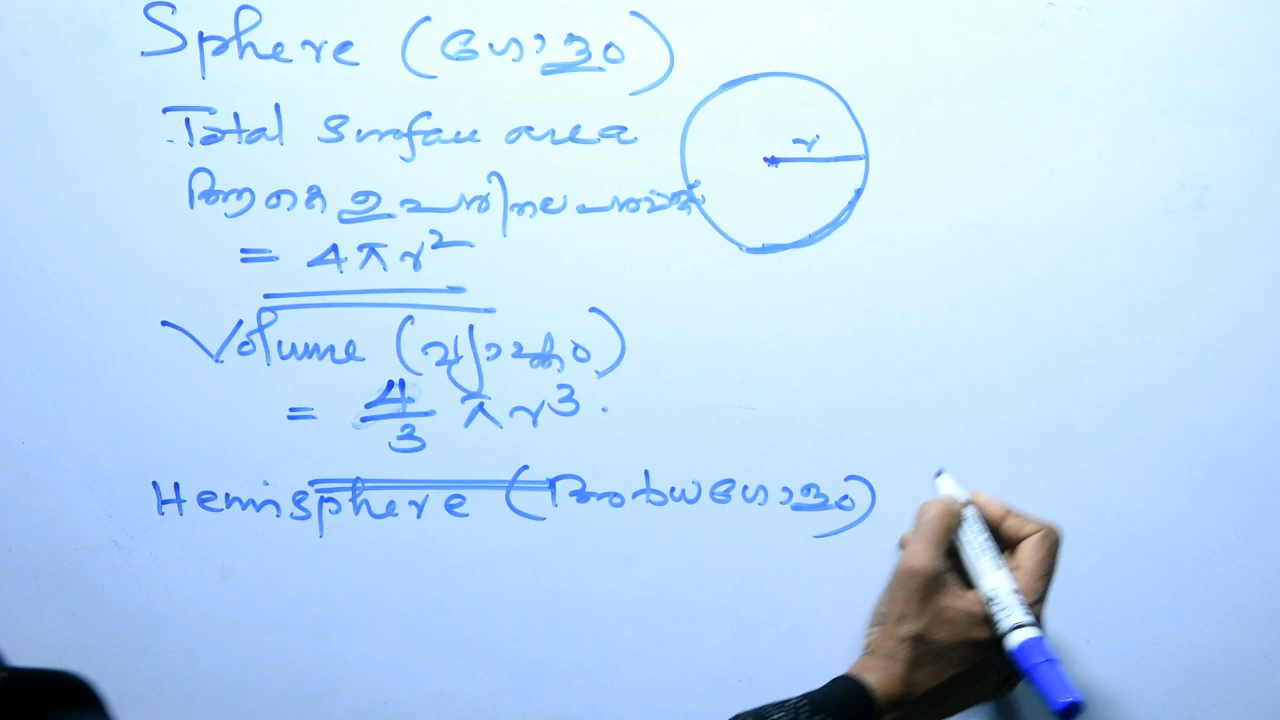 Sphere (ഗോളം)
r
Total surface area
ആകെ ഉപരിതല പരപ്പളവ്
= 4πr²
Volume (വ്യാപ്തം)
= 4/3 πr³.
Hemisphere (അർധഗോളം)